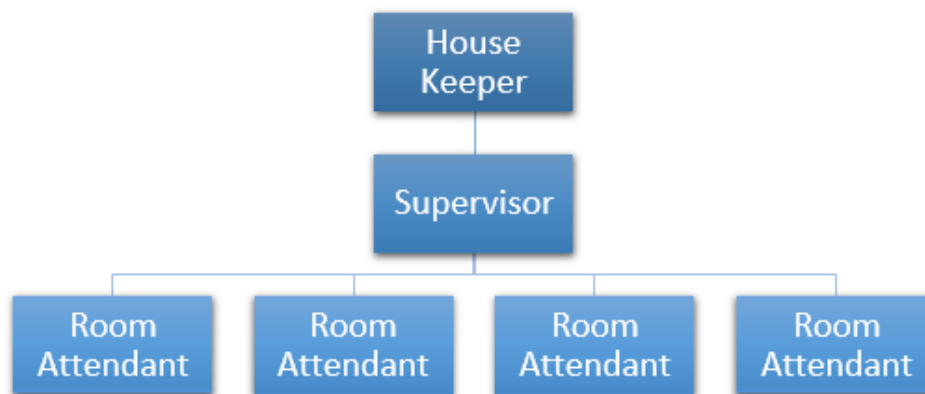 House
Keeper
Supervisor
Room
Attendant
Room
Attendant
Room
Attendant
Room
Attendant